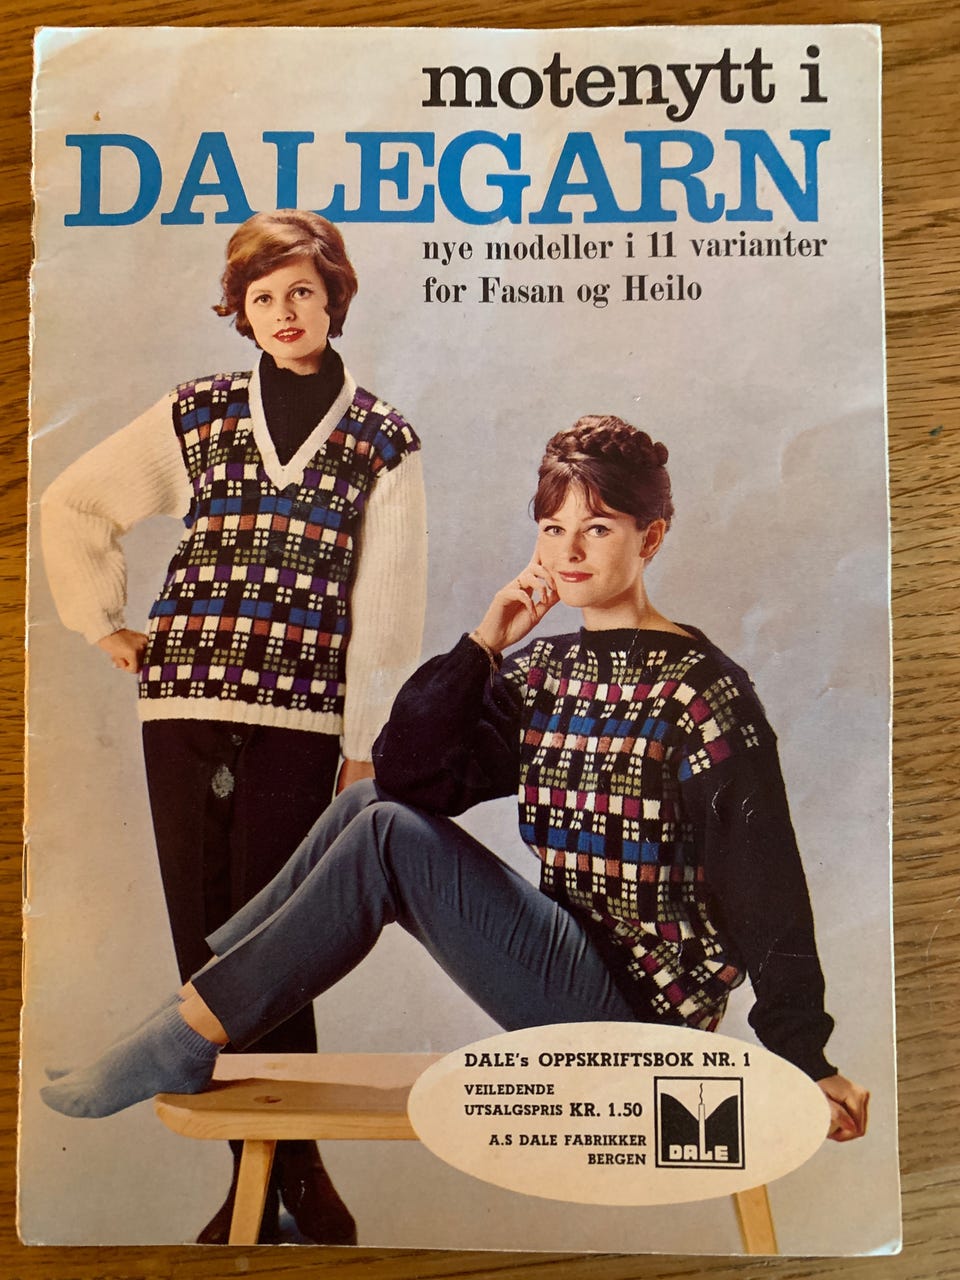 motenytt i
DALEGARN
nye modeller i 11 varianter
for Fasan og Heilo
DALE's OPPSKRIFTSBOK NR. 1
VEILEDENDE
UTSALGSPRIS KR. 1.50
A.S DALE FABRIKKER
BERGEN
DALE